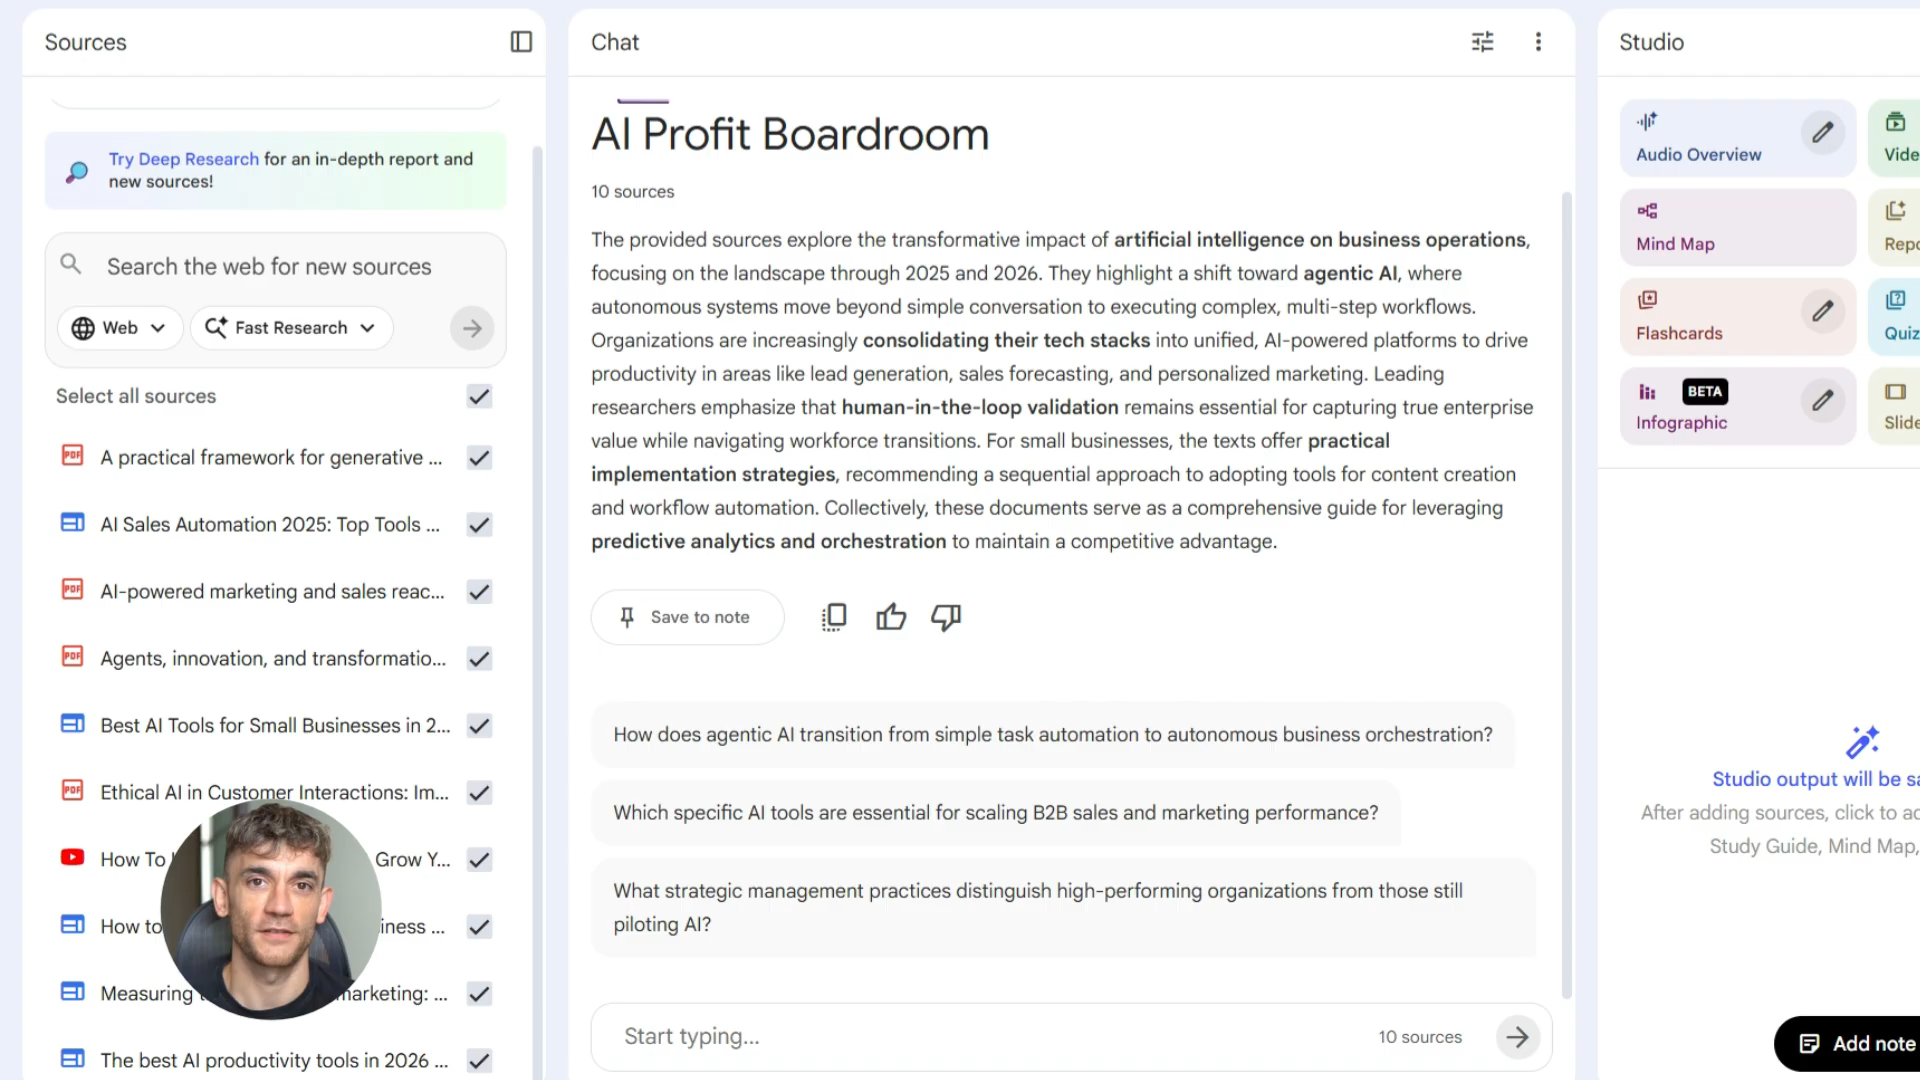 Sources
Try Deep Research for an in-depth report and
new sources!
Search the web for new sources
Web
Fast Research
Select all sources
PDF A practical framework for generative ...
AI Sales Automation 2025: Top Tools ...
PDF AI-powered marketing and sales reac...
PDF Agents, innovation, and transformatio...
Best AI Tools for Small Businesses in 2...
PDF Ethical AI in Customer Interactions: Im...
How To Grow Y...
How to iness ...
Measuring marketing: ...
The best AI productivity tools in 2026 ...
Chat
AI Profit Boardroom
10 sources
The provided sources explore the transformative impact of artificial intelligence on business operations,
focusing on the landscape through 2025 and 2026. They highlight a shift toward agentic AI, where
autonomous systems move beyond simple conversation to executing complex, multi-step workflows.
Organizations are increasingly consolidating their tech stacks into unified, AI-powered platforms to drive
productivity in areas like lead generation, sales forecasting, and personalized marketing. Leading
researchers emphasize that human-in-the-loop validation remains essential for capturing true enterprise
value while navigating workforce transitions. For small businesses, the texts offer practical
implementation strategies, recommending a sequential approach to adopting tools for content creation
and workflow automation. Collectively, these documents serve as a comprehensive guide for leveraging
predictive analytics and orchestration to maintain a competitive advantage.
Save to note
How does agentic AI transition from simple task automation to autonomous business orchestration?
Which specific AI tools are essential for scaling B2B sales and marketing performance?
What strategic management practices distinguish high-performing organizations from those still
piloting AI?
Start typing...
10 sources
Studio
Audio Overview
Vide
Mind Map
Repo
Flashcards
Quiz
BETA
Infographic
Slide
Studio output will be sa
After adding sources, click to ad
Study Guide, Mind Map,
Add note